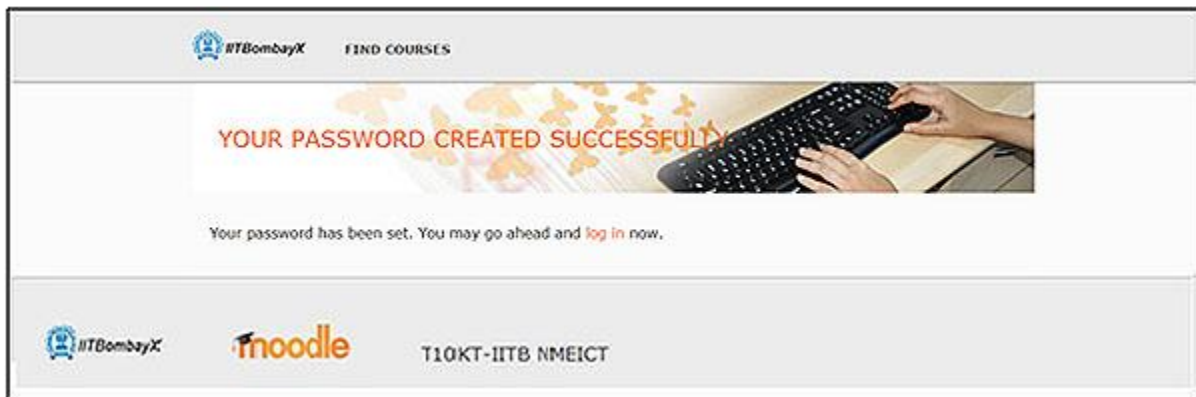 IITBombayX FIND COURSES
YOUR PASSWORD CREATED SUCCESSFULLY
Your password has been set. You may go ahead and log in now.
IITBombayX moodle T10KT-IITB NMEICT